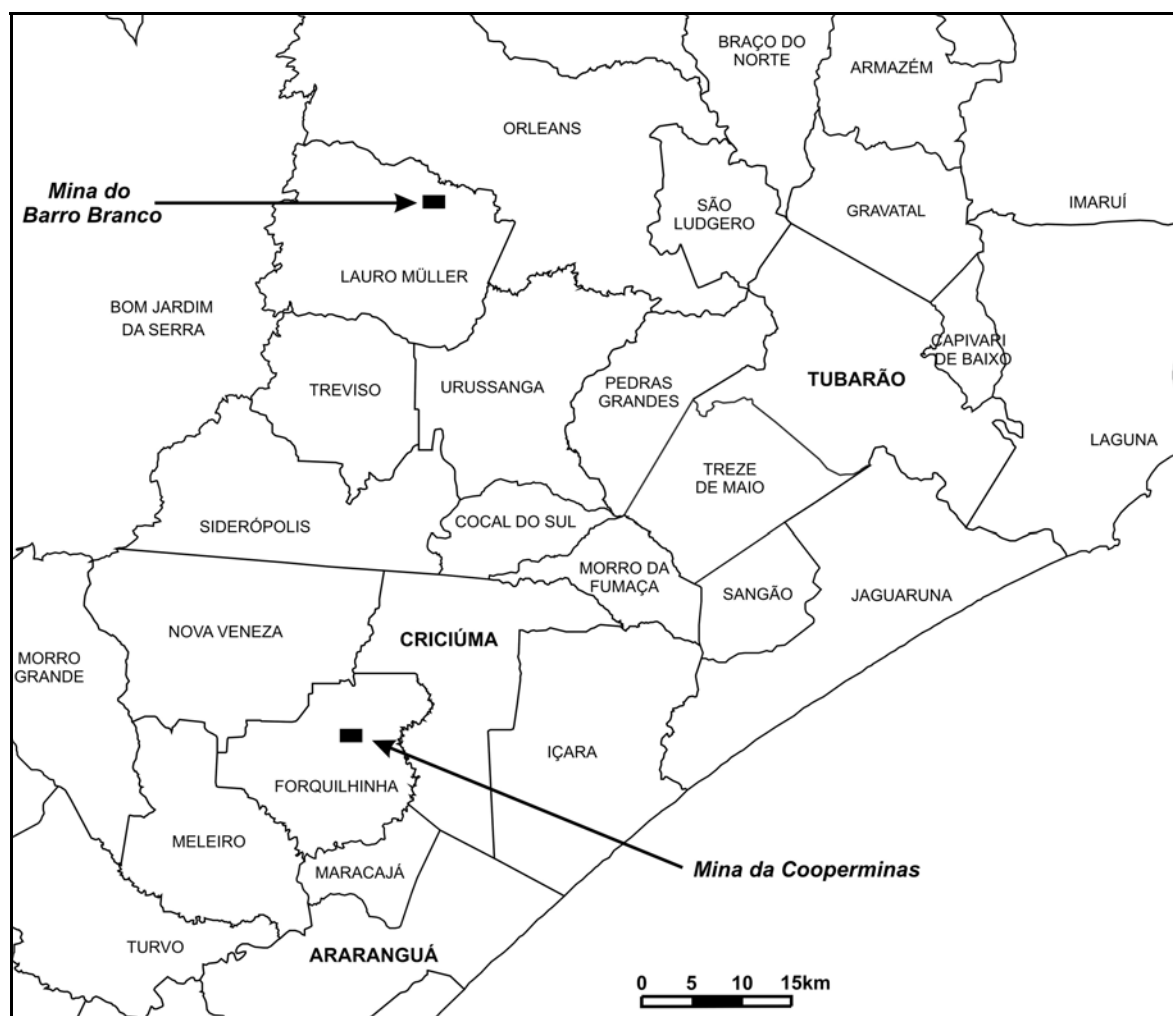 BRAÇO DO
NORTE
ARMAZÉM
ORLEANS
Mina do
Barro Branco
SÃO
LUDGERO
GRAVATAL
IMARUÍ
LAURO MÜLLER
BOM JARDIM
DA SERRA
CAPIVARI
DE BAIXO
TREVISO
URUSSANGA
PEDRAS
GRANDES
TUBARÃO
LAGUNA
TREZE
DE MAIO
SIDERÓPOLIS
COCAL DO SUL
MORRO DA
FUMAÇA
SANGÃO
JAGUARUNA
NOVA VENEZA
CRICIÚMA
MORRO
GRANDE
IÇARA
FORQUILHINHA
MELEIRO
MARACAJÁ
Mina da Cooperminas
TURVO
ARARANGUÁ
0 5 10 15km